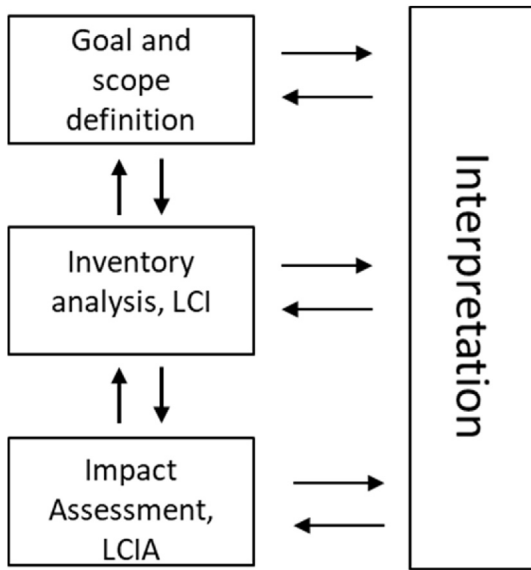 Goal and
scope
definition
Inventory
analysis, LCI
Impact
Assessment,
LCIA
Interpretation